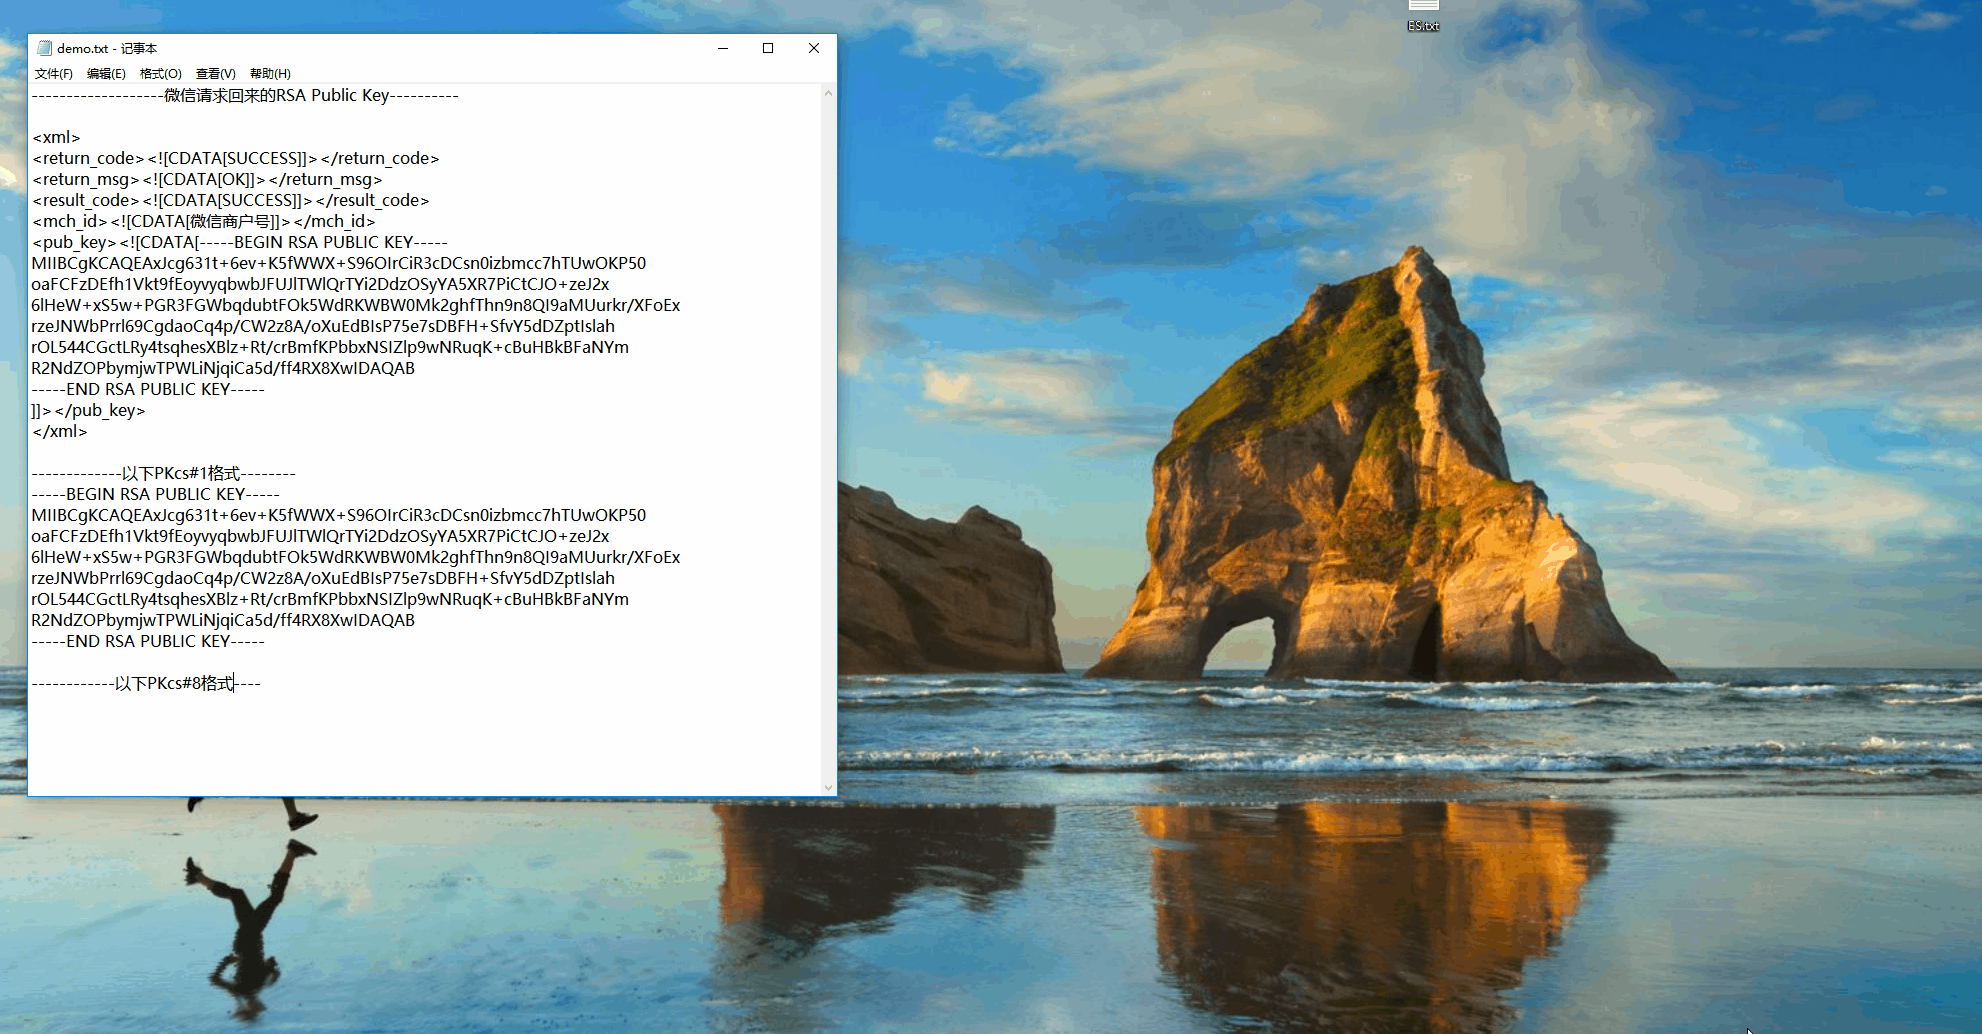 demo.txt - 记事本
文件(F) 编辑(E) 格式(O) 查看(V) 帮助(H)
-------------------微信请求回来的RSA Public Key----------
<xml>
<return_code><![CDATA[SUCCESS]]></return_code>
<return_msg><![CDATA[OK]]></return_msg>
<result_code><![CDATA[SUCCESS]]></result_code>
<mch_id><![CDATA[微信商户号]]></mch_id>
<pub_key><![CDATA[-----BEGIN RSA PUBLIC KEY-----
MIIBCgKCAQEAxJcg631t+6ev+K5fWWX+S96OIrCiR3cDCsn0izbmcc7hTUwOKP50
oaFCFzDEfh1Vkt9fEoyvyqbwbJFUJlTWlQrTYi2DdzOSyYA5XR7PiCtCJO+zeJ2x
6lHeW+xS5w+PGR3FGWbqdubtFOk5WdRKWBW0Mk2ghfThn9n8QI9aMUurkr/XFoEx
rzeJNWbPrrl69CgdaoCq4p/CW2z8A/oXuEdBIsP75e7sDBFH+SfvY5dDZptIslah
rOL544CGctLRy4tsqhesXBlz+Rt/crBmfKPbbxNSIZlp9wNRuqK+cBuHBkBFaNYm
R2NdZOPbymjwTPWLiNjqiCa5d/ff4RX8XwIDAQAB
-----END RSA PUBLIC KEY-----
]]></pub_key>
</xml>
-------------以下PKcs#1格式--------
-----BEGIN RSA PUBLIC KEY-----
MIIBCgKCAQEAxJcg631t+6ev+K5fWWX+S96OIrCiR3cDCsn0izbmcc7hTUwOKP50
oaFCFzDEfh1Vkt9fEoyvyqbwbJFUJlTWlQrTYi2DdzOSyYA5XR7PiCtCJO+zeJ2x
6lHeW+xS5w+PGR3FGWbqdubtFOk5WdRKWBW0Mk2ghfThn9n8QI9aMUurkr/XFoEx
rzeJNWbPrrl69CgdaoCq4p/CW2z8A/oXuEdBIsP75e7sDBFH+SfvY5dDZptIslah
rOL544CGctLRy4tsqhesXBlz+Rt/crBmfKPbbxNSIZlp9wNRuqK+cBuHBkBFaNYm
R2NdZOPbymjwTPWLiNjqiCa5d/ff4RX8XwIDAQAB
-----END RSA PUBLIC KEY-----
------------以下PKcs#8格式----
ES.txt